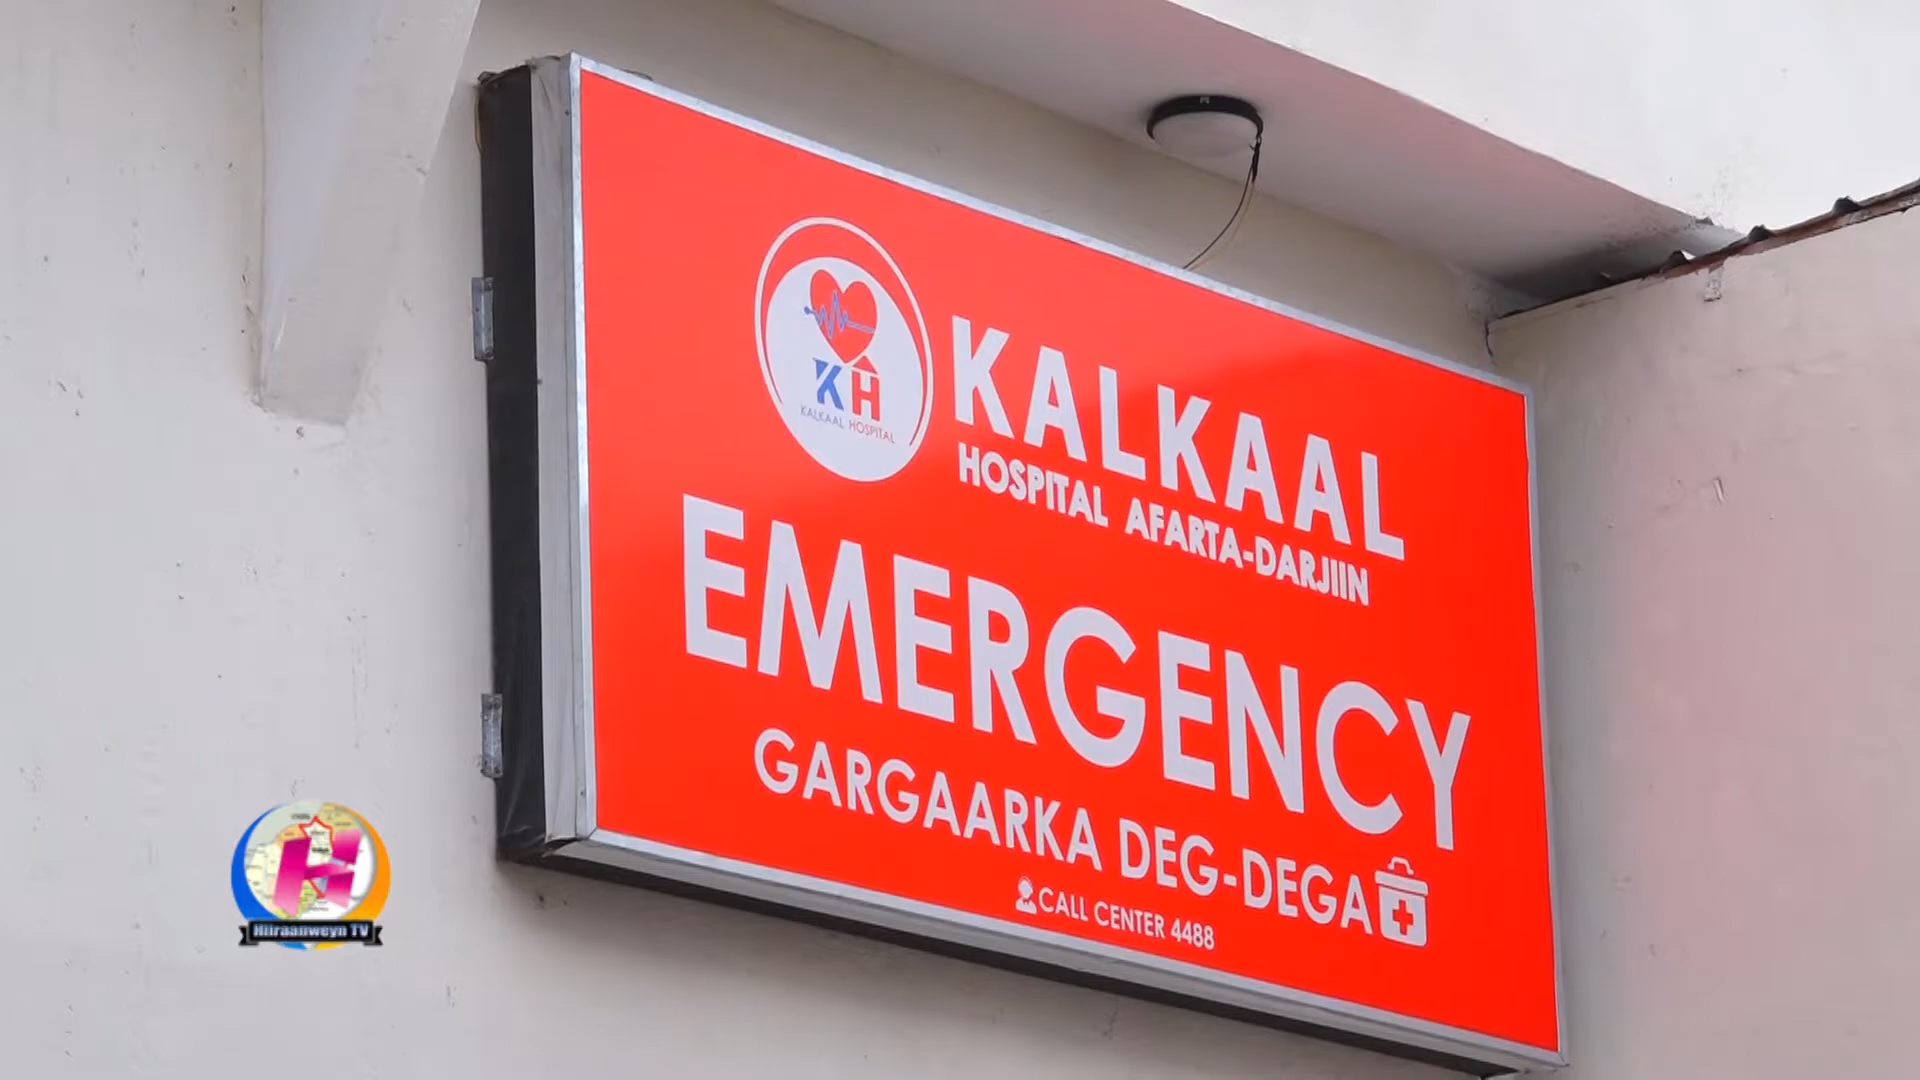 KH
KALKAAL HOSPITAL
KALKAAL
HOSPITAL AFARTA-DARJIIN
EMERGENCY
GARGAARKA DEG-DEGA
CALL CENTER 4488
H
Hiiraanweyn TV